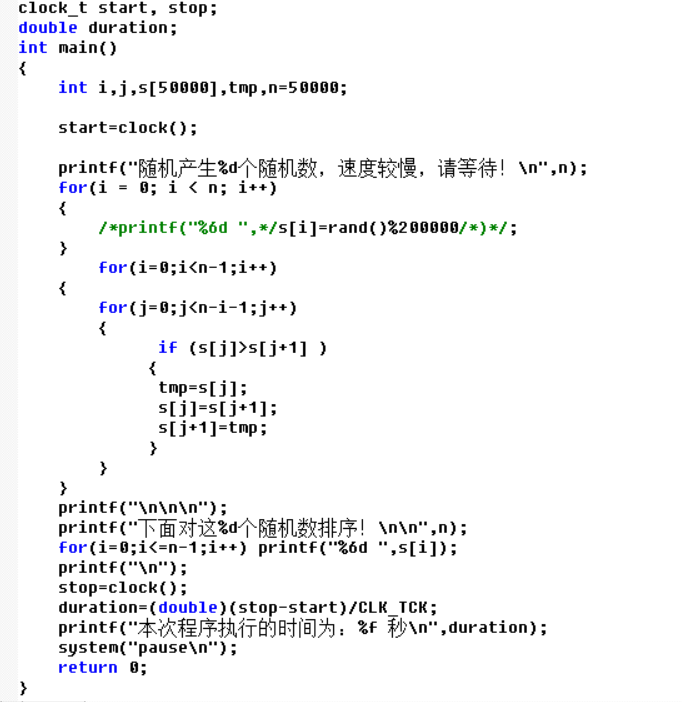 clock_t start, stop;
double duration;
int main()
{
int i,j,s[50000],tmp,n=50000;
start=clock();
printf("随机产生%d个随机数，速度较慢，请等待！\n",n);
for(i = 0; i < n; i++)
{
/*printf("%6d ",*/s[i]=rand()%200000/*)*/;
}
for(i=0;i<n-1;i++)
{
for(j=0;j<n-i-1;j++)
{
if (s[j]>s[j+1] )
{
tmp=s[j];
s[j]=s[j+1];
s[j+1]=tmp;
}
}
}
printf("\n\n\n");
printf("下面对这%d个随机数排序！\n\n",n);
for(i=0;i<=n-1;i++) printf("%6d ",s[i]);
printf("\n");
stop=clock();
duration=(double)(stop-start)/CLK_TCK;
printf("本次程序执行的时间为：%f 秒\n",duration);
system("pause\n");
return 0;
}